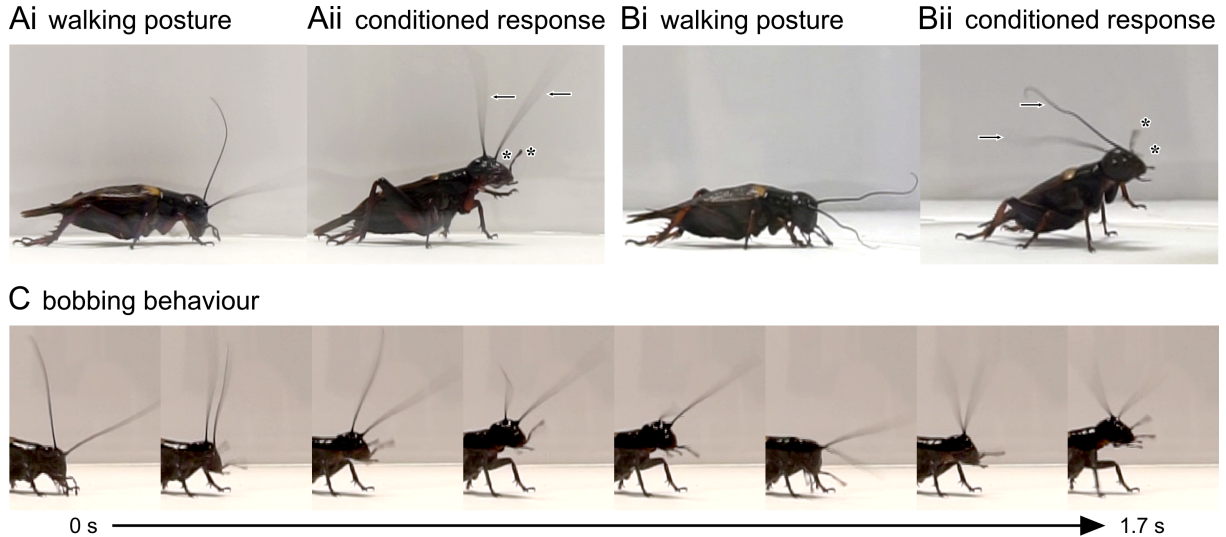 Ai walking posture
Aii conditioned response
Bi walking posture
Bii conditioned response
*
*
*
*
C bobbing behaviour
0 s
1.7 s